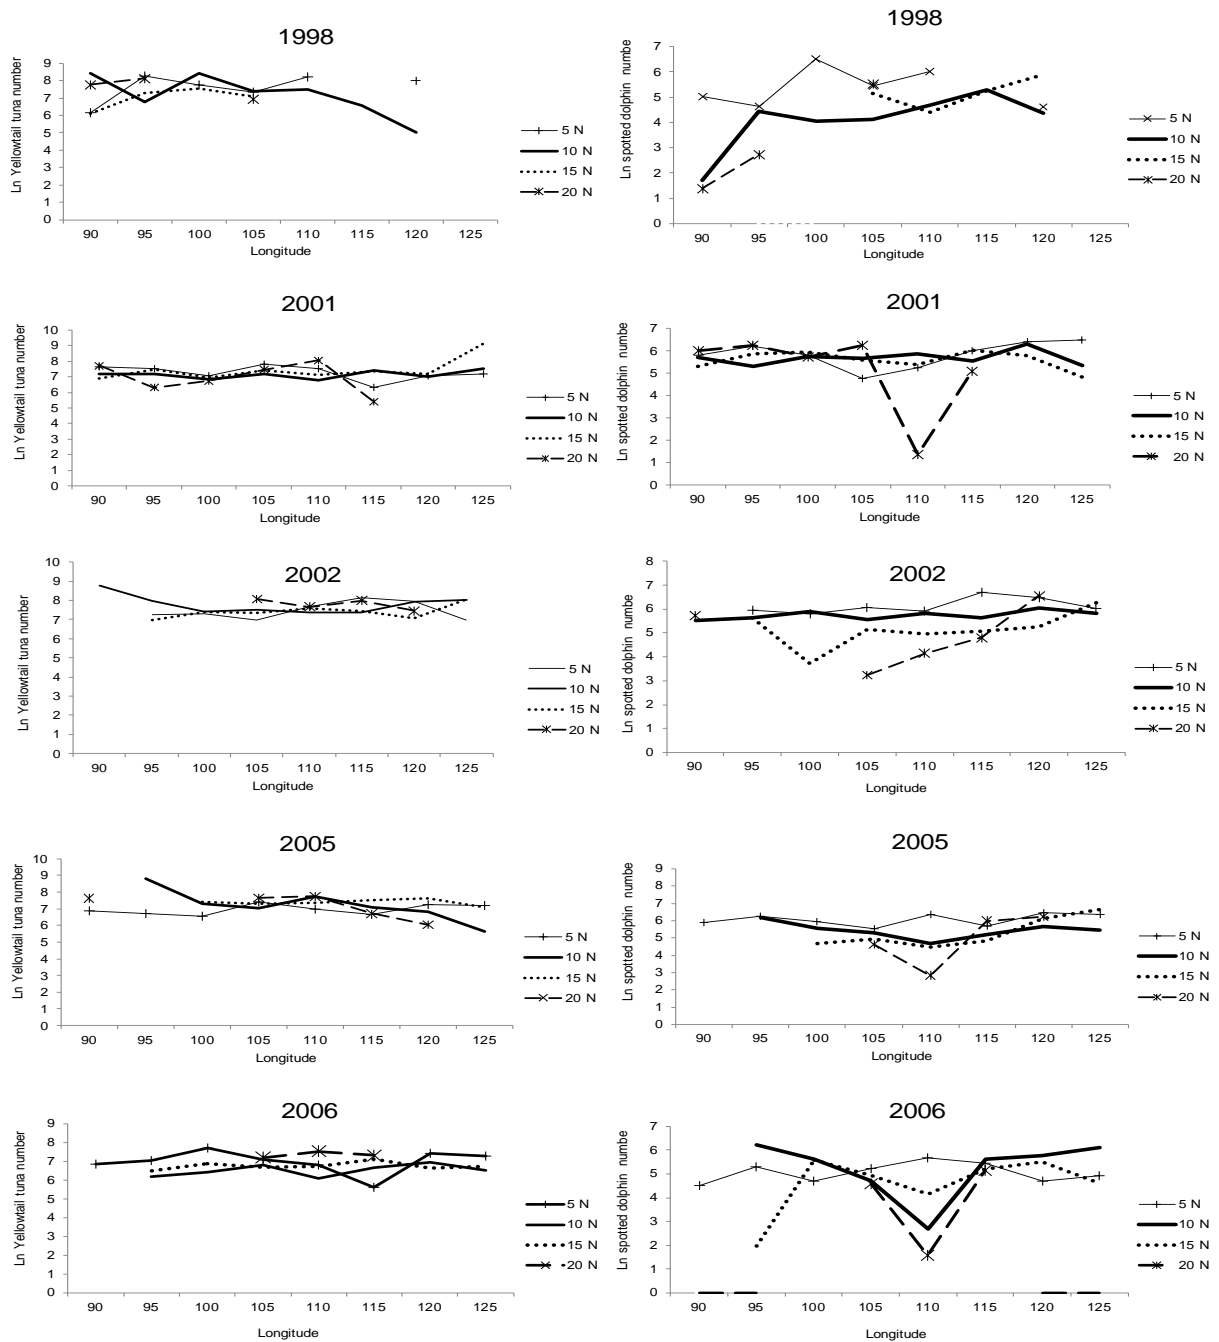 1998
Ln Yellowtail tuna number
9
8
7
6
5
4
3
2
1
0
90 95 100 105 110 115 120 125
Longitude
5 N
10 N
15 N
20 N
1998
Ln spotted dolphin numbe
7
6
5
4
3
2
1
0
90 95 100 105 110 115 120 125
Longitude
5 N
10 N
15 N
20 N
2001
Ln Yellowtail tuna number
10
9
8
7
6
5
4
3
2
1
0
90 95 100 105 110 115 120 125
Longitude
5 N
10 N
15 N
20 N
2001
Ln spotted dolphin numbe
7
6
5
4
3
2
1
0
90 95 100 105 110 115 120 125
Longitude
5 N
10 N
15 N
20 N
2002
Ln Yellowtail tuna number
10
9
8
7
6
5
4
3
2
1
0
90 95 100 105 110 115 120 125
Longitude
5 N
10 N
15 N
20 N
2002
Ln spotted dolphin numbe
8
7
6
5
4
3
2
1
0
90 95 100 105 110 115 120 125
Longitude
5 N
10 N
15 N
20 N
2005
Ln Yellowtail tuna number
10
9
8
7
6
5
4
3
2
1
0
90 95 100 105 110 115 120 125
Longitude
5 N
10 N
15 N
20 N
2005
Ln spotted dolphin numbe
9
8
7
6
5
4
3
2
1
0
90 95 100 105 110 115 120 125
Longitude
5 N
10 N
15 N
20 N
2006
Ln Yellowtail tuna number
9
8
7
6
5
4
3
2
1
0
90 95 100 105 110 115 120 125
Longitude
5 N
10 N
15 N
20 N
2006
Ln spotted dolphin numbe
7
6
5
4
3
2
1
0
90 95 100 105 110 115 120 125
Longitude
5 N
10 N
15 N
20 N